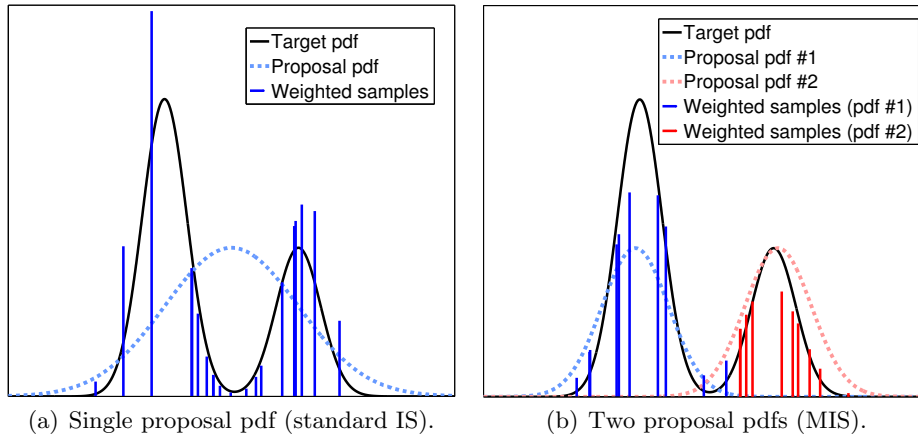 Target pdf
Proposal pdf
Weighted samples
(a) Single proposal pdf (standard IS).
Target pdf
Proposal pdf #1
Proposal pdf #2
Weighted samples (pdf #1)
Weighted samples (pdf #2)
(b) Two proposal pdfs (MIS).